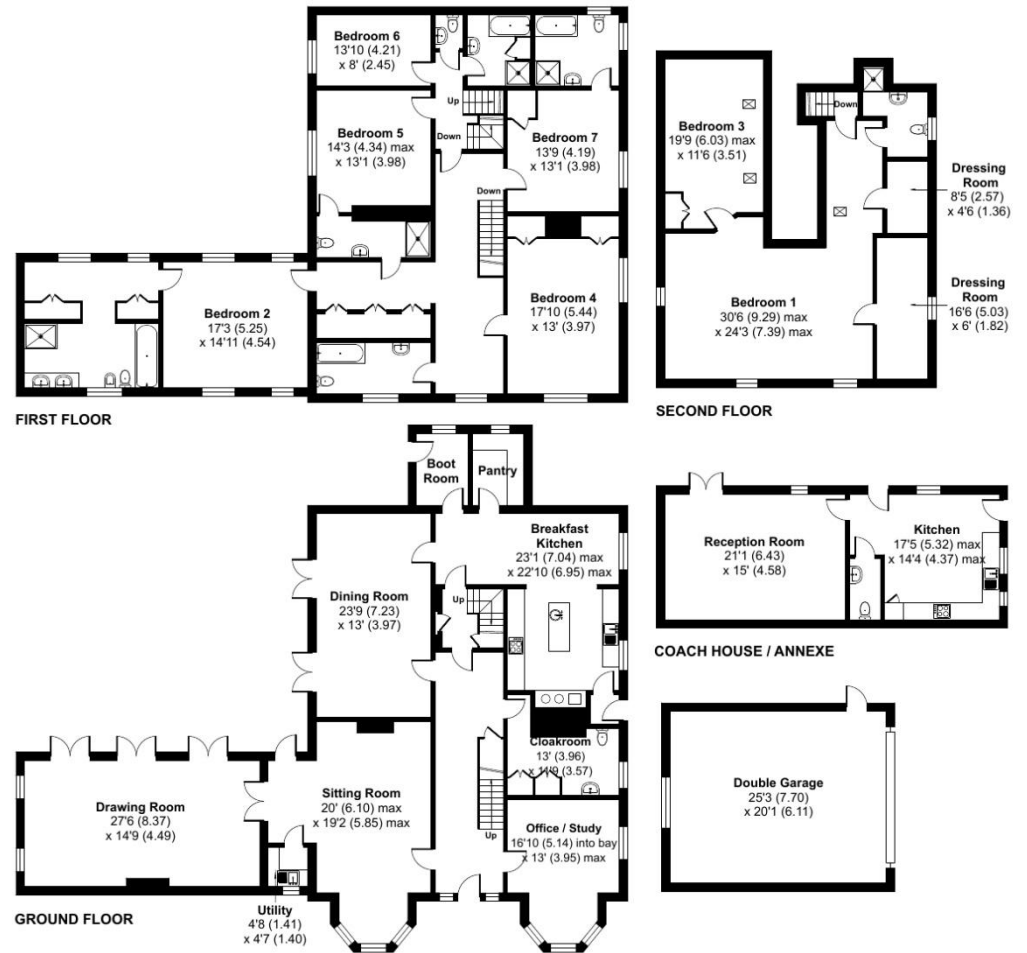 Bedroom 6
13'10 (4.21)
x 8' (2.45)
Up
Bedroom 5
14'3 (4.34) max
x 13'1 (3.98)
Down
Bedroom 7
13'9 (4.19)
x 13'1 (3.98)
Down
Bedroom 2
17'3 (5.25)
x 14'11 (4.54)
Bedroom 4
17'10 (5.44)
x 13' (3.97)
FIRST FLOOR
Bedroom 3
19'9 (6.03) max
x 11'6 (3.51)
Down
Dressing
Room
8'5 (2.57)
x 4'6 (1.36)
Bedroom 1
30'6 (9.29) max
x 24'3 (7.39) max
Dressing
Room
16'6 (5.03)
x 6' (1.82)
SECOND FLOOR
Boot
Room
Pantry
Breakfast
Kitchen
23'1 (7.04) max
x 22'10 (6.95) max
Dining Room
23'9 (7.23)
x 13' (3.97)
Up
Cloakroom
13' (3.96)
x 11'9 (3.57)
Drawing Room
27'6 (8.37)
x 14'9 (4.49)
Sitting Room
20' (6.10) max
x 19'2 (5.85) max
Up
Office / Study
16'10 (5.14) into bay
x 13' (3.95) max
Utility
4'8 (1.41)
x 4'7 (1.40)
GROUND FLOOR
Reception Room
21'1 (6.43)
x 15' (4.58)
Kitchen
17'5 (5.32) max
x 14'4 (4.37) max
COACH HOUSE / ANNEXE
Double Garage
25'3 (7.70)
x 20'1 (6.11)